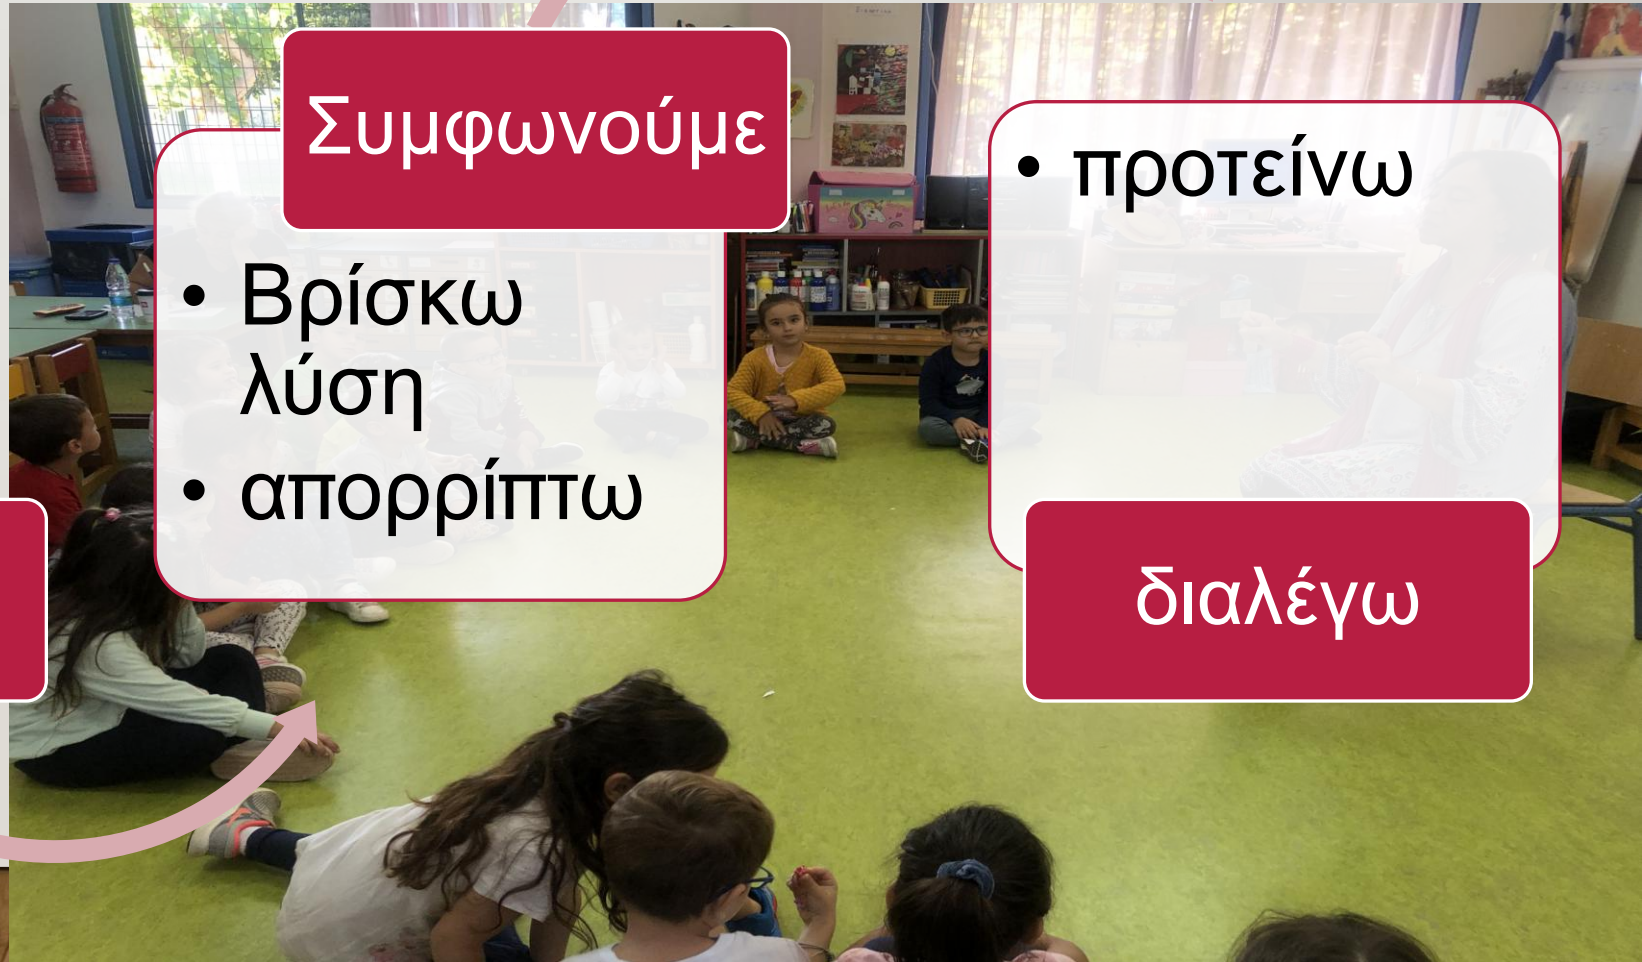 Συμφωνούμε
• Βρίσκω
λύση
• απορρίπτω
• προτείνω
διαλέγω